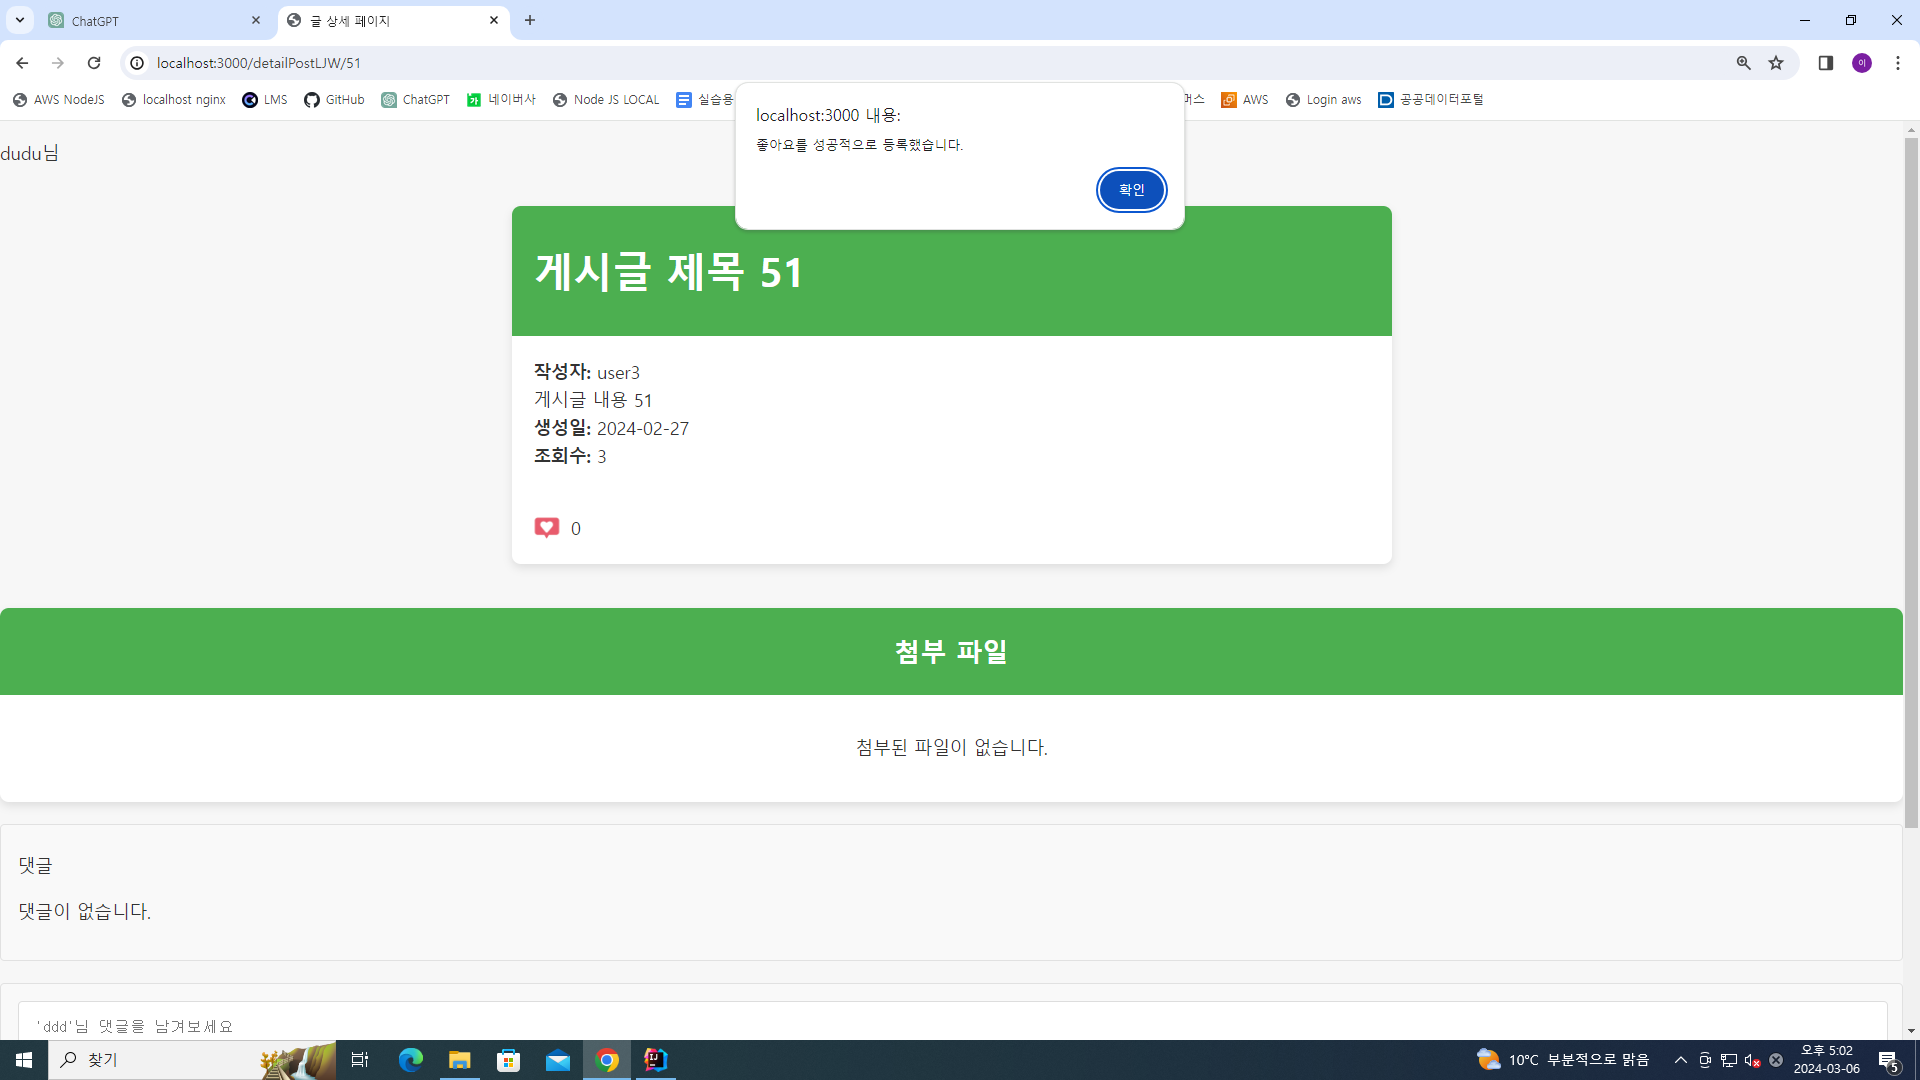 ChatGPT
글 상세 페이지
localhost:3000/detailPostLJW/51
이
AWS NodeJS
localhost nginx
LMS
GitHub
ChatGPT
네이버사
Node JS LOCAL
실습용
머스
AWS
Login aws
공공데이터포털
localhost:3000 내용:
좋아요를 성공적으로 등록했습니다.
확인
dudu님
게시글 제목 51
작성자: user3
게시글 내용 51
생성일: 2024-02-27
조회수: 3
0
첨부 파일
첨부된 파일이 없습니다.
댓글
댓글이 없습니다.
'ddd'님 댓글을 남겨보세요
찾기
10°C 부분적으로 맑음
오후 5:02
2024-03-06
5